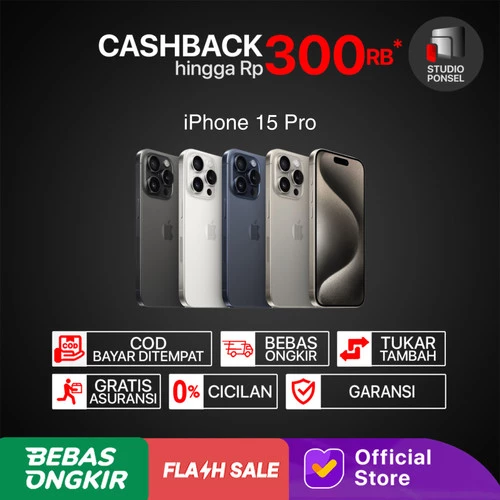 CASHBACK
hingga Rp 300RB*
STUDIO
PONSEL
iPhone 15 Pro
COD
COD
BAYAR DITEMPAT
BEBAS
ONGKIR
TUKAR
TAMBAH
GRATIS
ASURANSI
0% CICILAN
GARANSI
BEBAS
ONGKIR
FLASH SALE
Official
Store